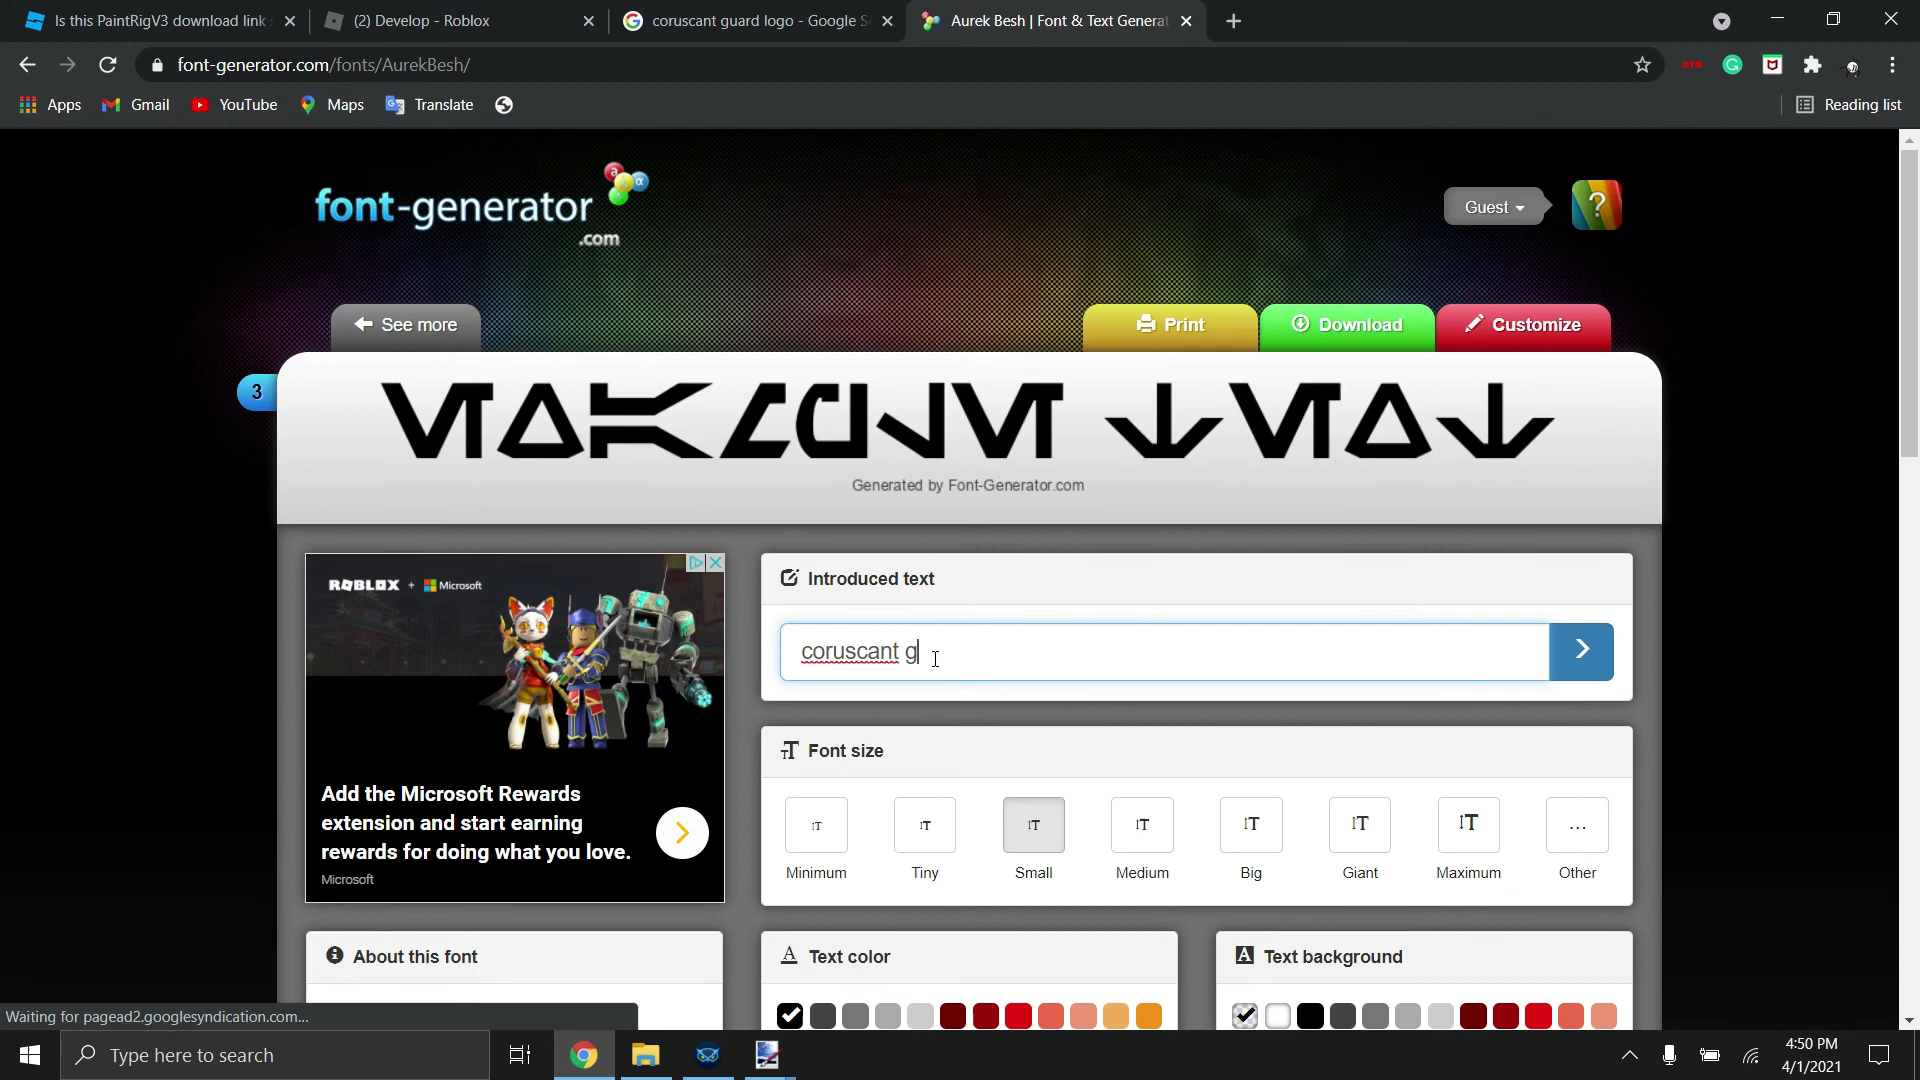 Is this PaintRigV3 download link
(2) Develop - Roblox
coruscant guard logo - Google S
Aurek Besh | Font & Text Generat
font-generator.com/fonts/AurekBesh/
Apps
Gmail
YouTube
Maps
Translate
Reading list
font-generator
.com
Guest
?
See more
Print
Download
Customize
3
Generated by Font-Generator.com
ROBLOX + Microsoft
Add the Microsoft Rewards
extension and start earning
rewards for doing what you love.
Microsoft
Introduced text
coruscant g
Font size
Minimum
Tiny
Small
Medium
Big
Giant
Maximum
Other
About this font
Text color
Text background
Waiting for pagead2.googlesyndication.com...
Type here to search
4:50 PM
4/1/2021